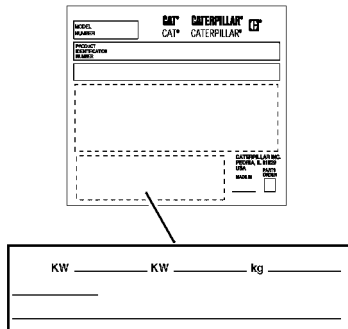 MODEL NUMBER
CAT® CATERPILLAR®
CAT® CATERPILLAR®
PRODUCT IDENTIFICATION NUMBER
CATERPILLAR INC.
PEORIA, IL 61629
USA
MADE IN
PARTS ORDER
KW KW kg